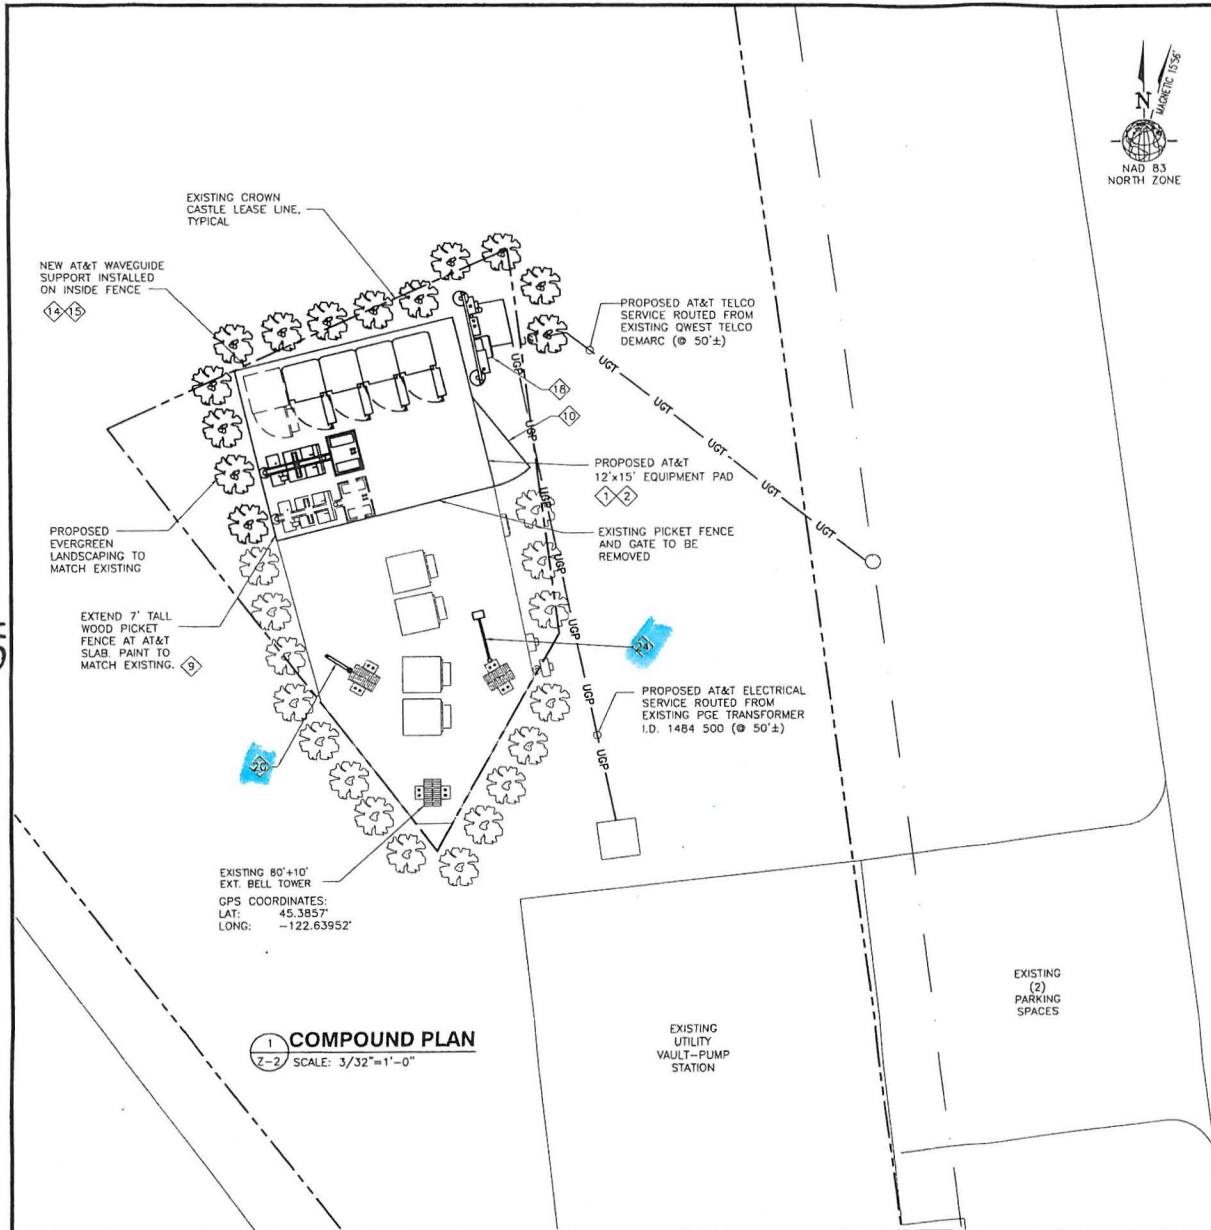 N
MAGNETIC 15°56'
NAD 83
NORTH ZONE
EXISTING CROWN
CASTLE LEASE LINE,
TYPICAL
NEW AT&T WAVEGUIDE
SUPPORT INSTALLED
ON INSIDE FENCE
14 15
PROPOSED AT&T TELCO
SERVICE ROUTED FROM
EXISTING QWEST TELCO
DEMARC (@ 50'±)
UGT
UGT
UGT
UGT
UGT
UGP
18
10
UGP
PROPOSED AT&T
12'x15' EQUIPMENT PAD
1 2
UGP
EXISTING PICKET FENCE
AND GATE TO BE
REMOVED
UGP
PROPOSED
EVERGREEN
LANDSCAPING TO
MATCH EXISTING
EXTEND 7' TALL
WOOD PICKET
FENCE AT AT&T
SLAB. PAINT TO
MATCH EXISTING. 9
UGP
UGP
PROPOSED AT&T ELECTRICAL
SERVICE ROUTED FROM
EXISTING PGE TRANSFORMER
I.D. 1484 500 (@ 50'±)
UGP
EXISTING 80'+10'
EXT. BELL TOWER
GPS COORDINATES:
LAT: 45.3857°
LONG: -122.63952°
1
Z-2
COMPOUND PLAN
SCALE: 3/32"=1'-0"
EXISTING
UTILITY
VAULT-PUMP
STATION
EXISTING
(2)
PARKING
SPACES